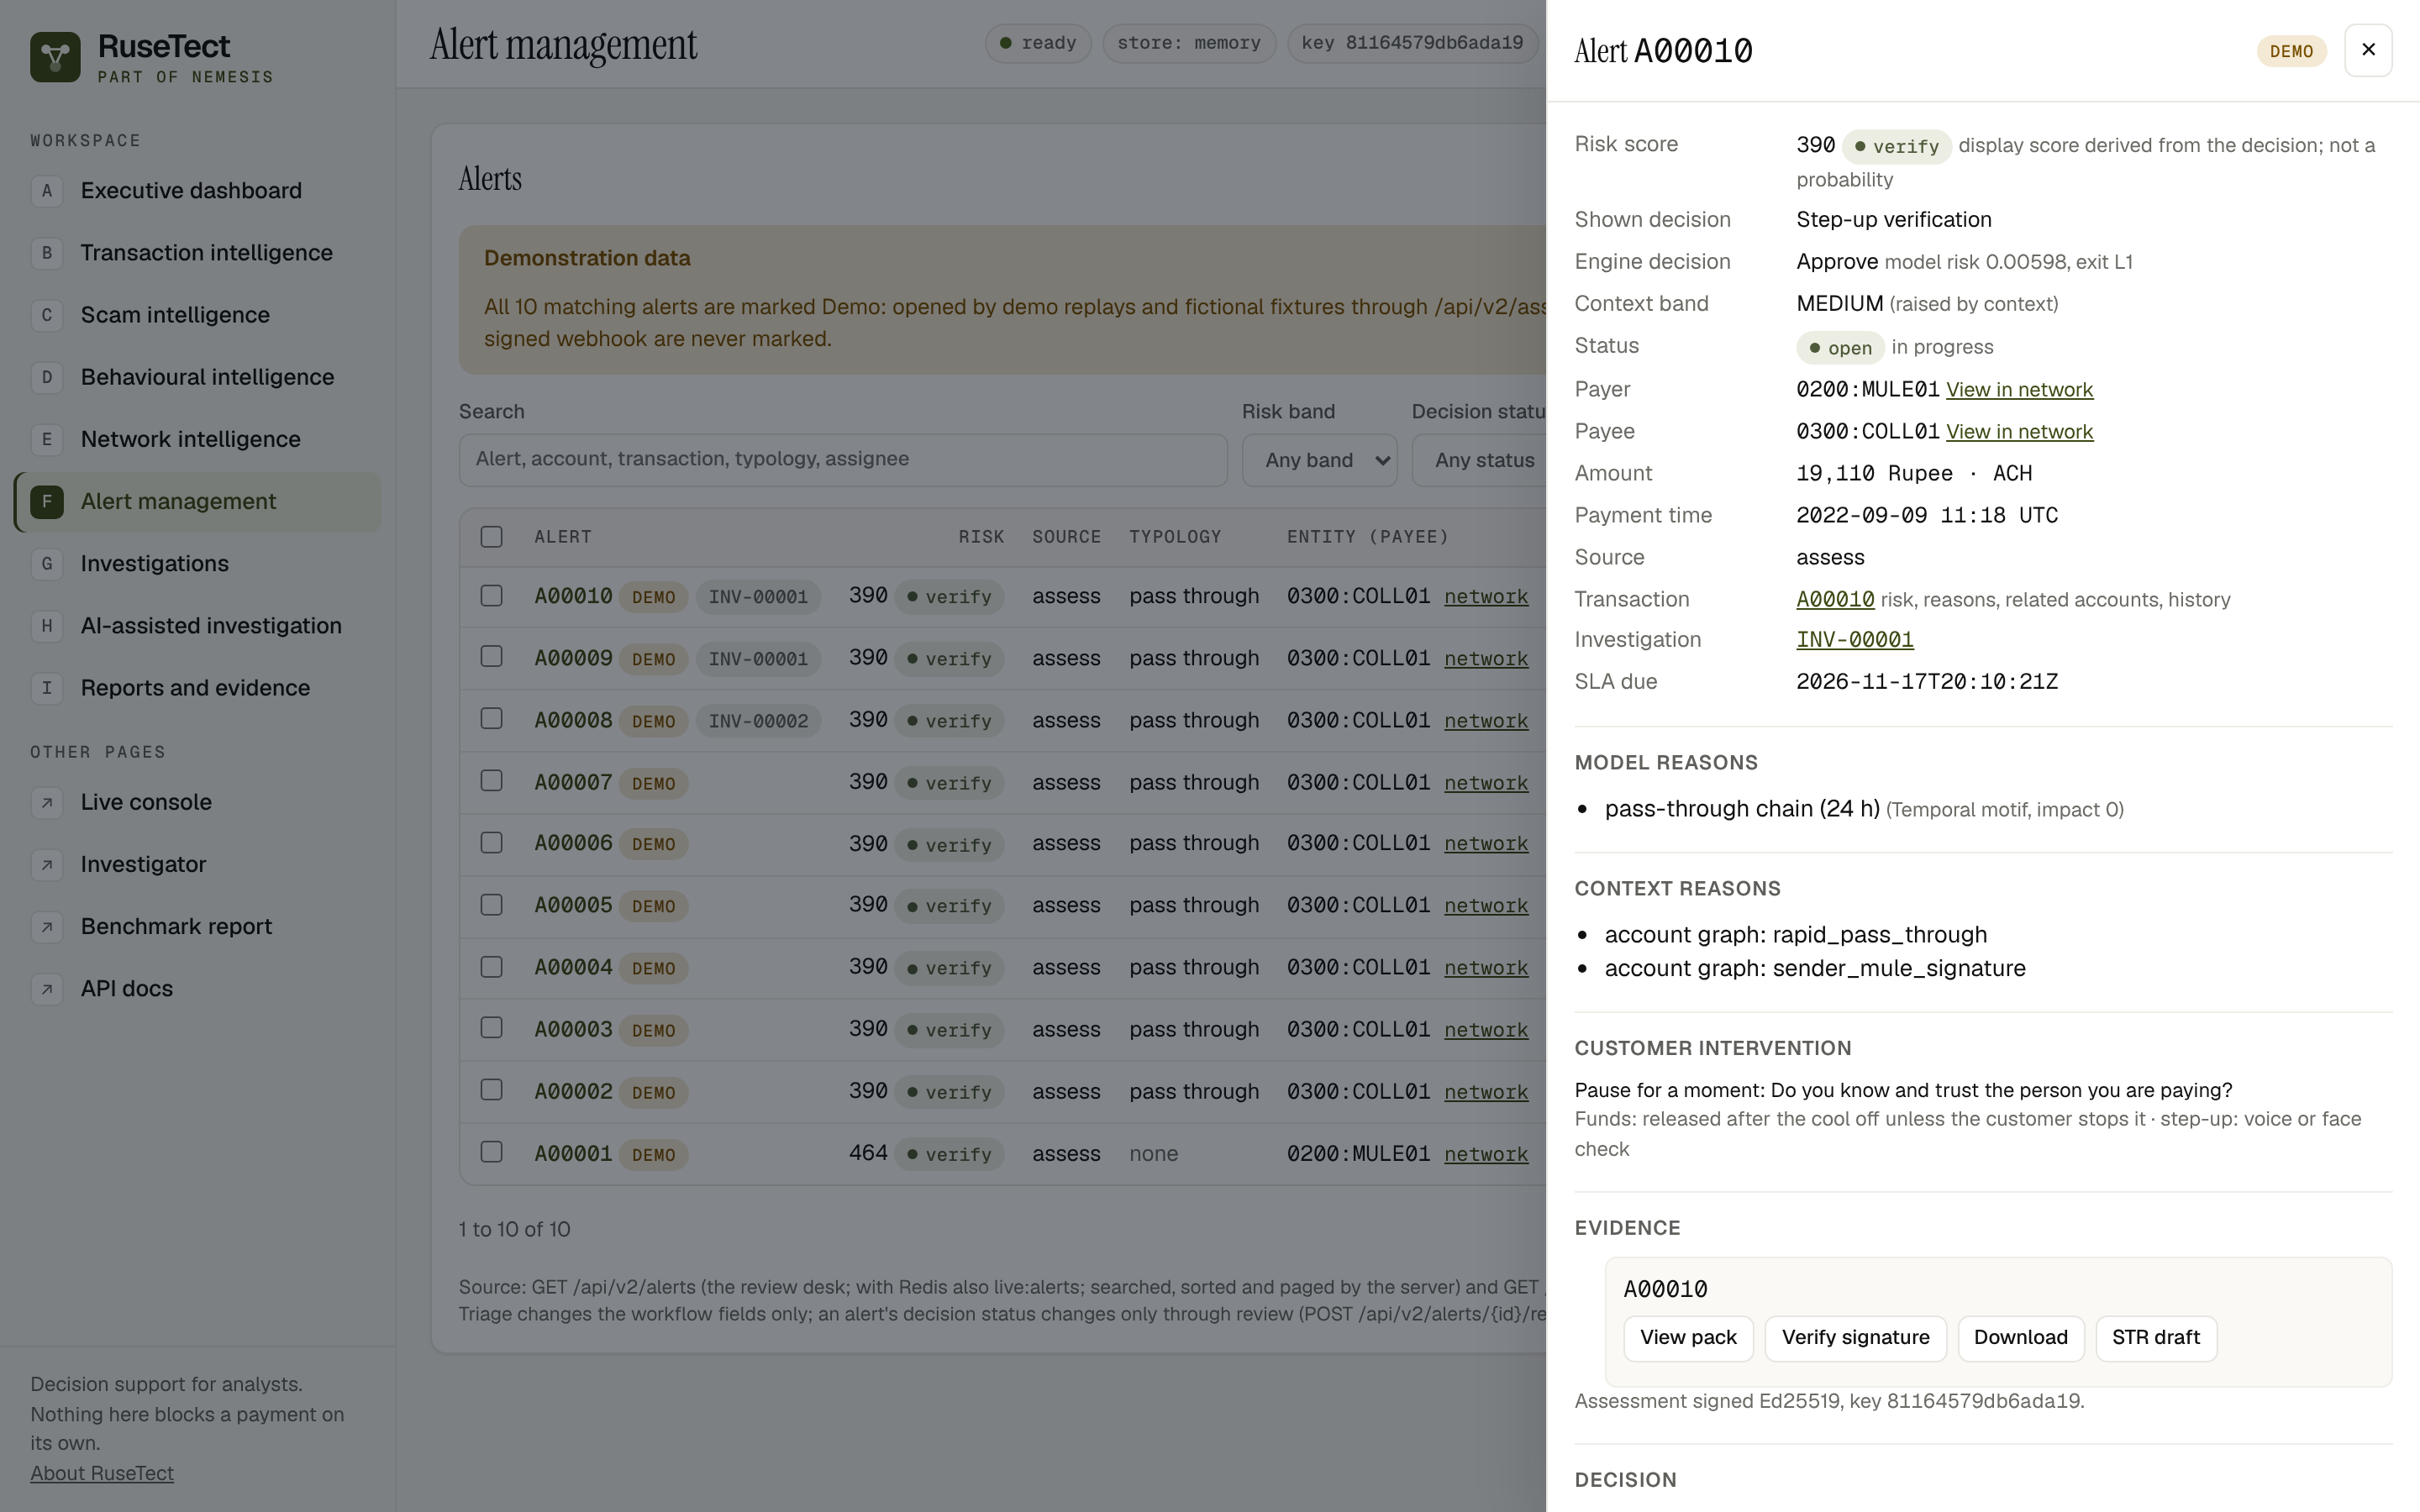 RuseTect
PART OF NEMESIS
WORKSPACE
A Executive dashboard
B Transaction intelligence
C Scam intelligence
D Behavioural intelligence
E Network intelligence
F Alert management
G Investigations
H AI-assisted investigation
I Reports and evidence
OTHER PAGES
Live console
Investigator
Benchmark report
API docs
Decision support for analysts.
Nothing here blocks a payment on
its own.
About RuseTect
Alert management
ready
store: memory
key 81164579db6ada19
Alerts
Demonstration data
All 10 matching alerts are marked Demo: opened by demo replays and fictional fixtures through /api/v2/ass
signed webhook are never marked.
Search Risk band Decision statu
Alert, account, transaction, typology, assignee Any band Any status
ALERT RISK SOURCE TYPOLOGY ENTITY (PAYEE)
A00010 DEMO INV-00001 390 verify assess pass through 0300:COLL01 network
A00009 DEMO INV-00001 390 verify assess pass through 0300:COLL01 network
A00008 DEMO INV-00002 390 verify assess pass through 0300:COLL01 network
A00007 DEMO 390 verify assess pass through 0300:COLL01 network
A00006 DEMO 390 verify assess pass through 0300:COLL01 network
A00005 DEMO 390 verify assess pass through 0300:COLL01 network
A00004 DEMO 390 verify assess pass through 0300:COLL01 network
A00003 DEMO 390 verify assess pass through 0300:COLL01 network
A00002 DEMO 390 verify assess pass through 0300:COLL01 network
A00001 DEMO 464 verify assess none 0200:MULE01 network
1 to 10 of 10
Source: GET /api/v2/alerts (the review desk; with Redis also live:alerts; searched, sorted and paged by the server) and GET
Triage changes the workflow fields only; an alert's decision status changes only through review (POST /api/v2/alerts/{id}/re
Alert A00010
DEMO
Risk score 390 verify display score derived from the decision; not a
probability
Shown decision Step-up verification
Engine decision Approve model risk 0.00598, exit L1
Context band MEDIUM (raised by context)
Status open in progress
Payer 0200:MULE01 View in network
Payee 0300:COLL01 View in network
Amount 19,110 Rupee · ACH
Payment time 2022-09-09 11:18 UTC
Source assess
Transaction A00010 risk, reasons, related accounts, history
Investigation INV-00001
SLA due 2026-11-17T20:10:21Z
MODEL REASONS
• pass-through chain (24 h) (Temporal motif, impact 0)
CONTEXT REASONS
• account graph: rapid_pass_through
• account graph: sender_mule_signature
CUSTOMER INTERVENTION
Pause for a moment: Do you know and trust the person you are paying?
Funds: released after the cool off unless the customer stops it · step-up: voice or face
check
EVIDENCE
A00010
View pack Verify signature Download STR draft
Assessment signed Ed25519, key 81164579db6ada19.
DECISION